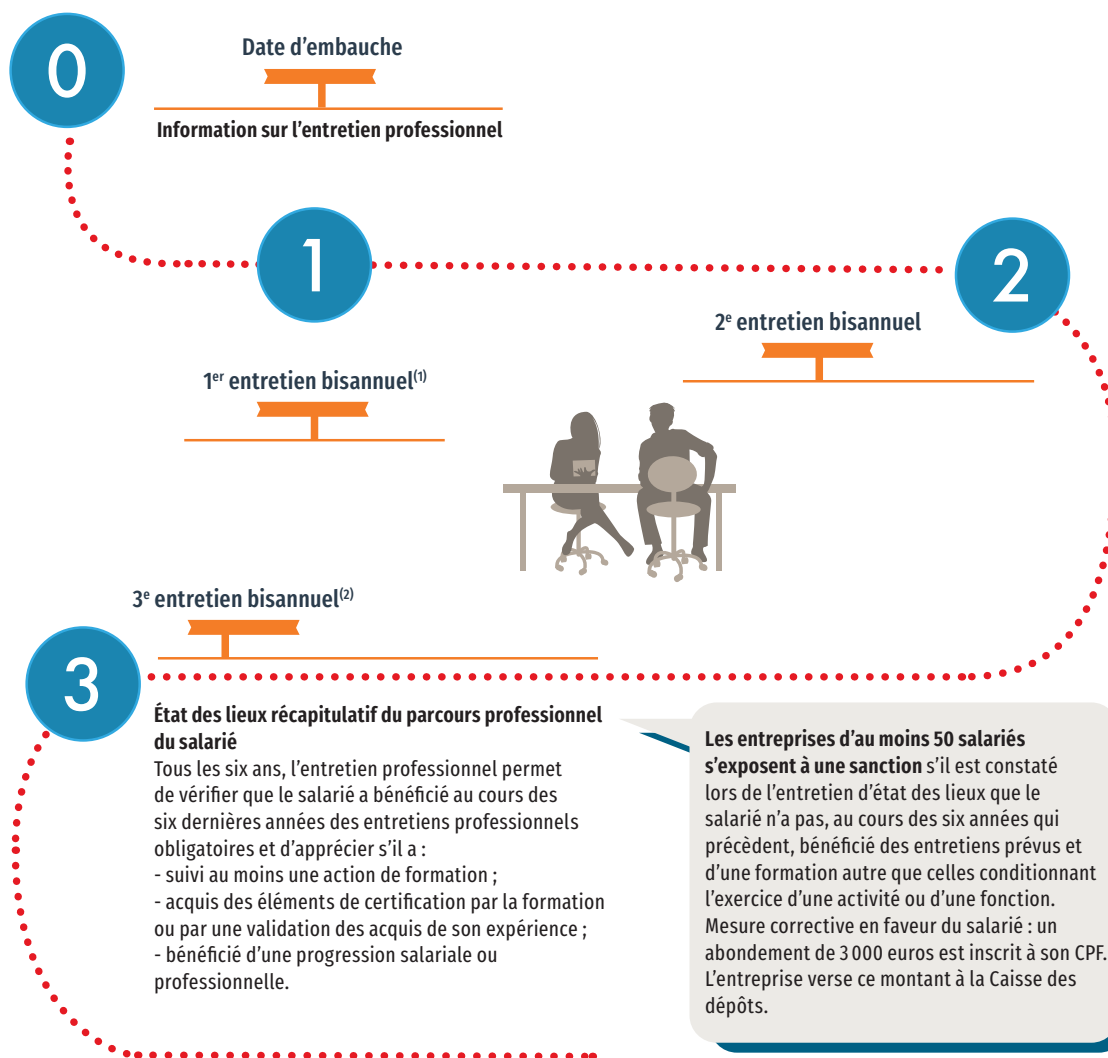 0
Date d’embauche
Information sur l’entretien professionnel
1
2
2e entretien bisannuel
1er entretien bisannuel(1)
3e entretien bisannuel(2)
3
État des lieux récapitulatif du parcours professionnel
du salarié
Tous les six ans, l’entretien professionnel permet
de vérifier que le salarié a bénéficié au cours des
six dernières années des entretiens professionnels
obligatoires et d’apprécier s’il a :
- suivi au moins une action de formation ;
- acquis des éléments de certification par la formation
ou par une validation des acquis de son expérience ;
- bénéficié d’une progression salariale ou
professionnelle.
Les entreprises d’au moins 50 salariés
s’exposent à une sanction s’il est constaté
lors de l’entretien d’état des lieux que le
salarié n’a pas, au cours des six années qui
précèdent, bénéficié des entretiens prévus et
d’une formation autre que celles conditionnant
l’exercice d’une activité ou d’une fonction.
Mesure corrective en faveur du salarié : un
abondement de 3 000 euros est inscrit à son CPF.
L’entreprise verse ce montant à la Caisse des
dépôts.